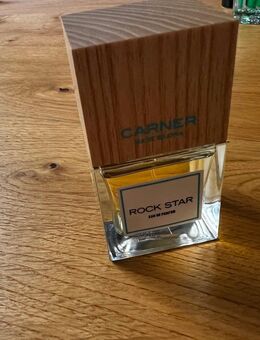 CARNER
BARCELONA
ROCK STAR
EAU DE PARFUM